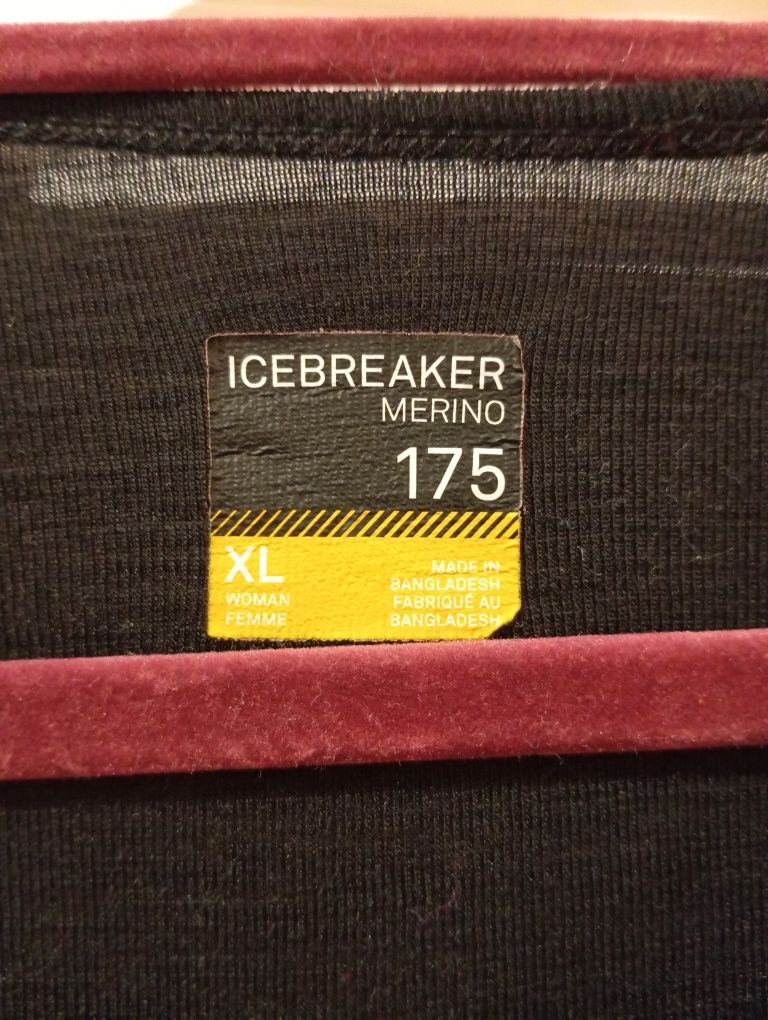 ICEBREAKER
MERINO
175
XL
WOMAN
FEMME
MADE IN
BANGLADESH
FABRIQUÉ AU
BANGLADESH